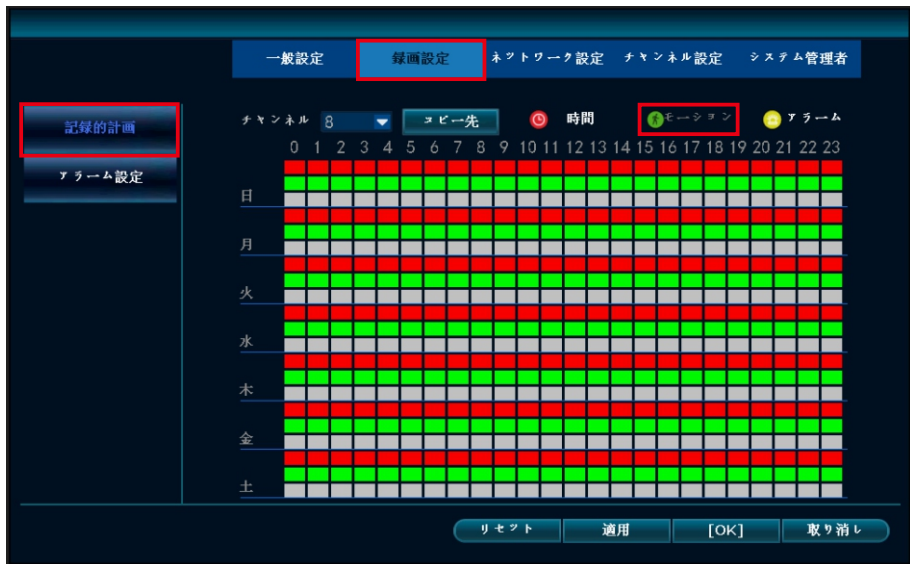 一般設定 録画設定 ネットワーク設定 チャンネル設定 システム管理者
記録的計画
アラーム設定
チャンネル 8 コピー先 時間 モーション アラーム
0 1 2 3 4 5 6 7 8 9 10 11 12 13 14 15 16 17 18 19 20 21 22 23
日
月
火
水
木
金
土
リセット 適用 [OK] 取り消し